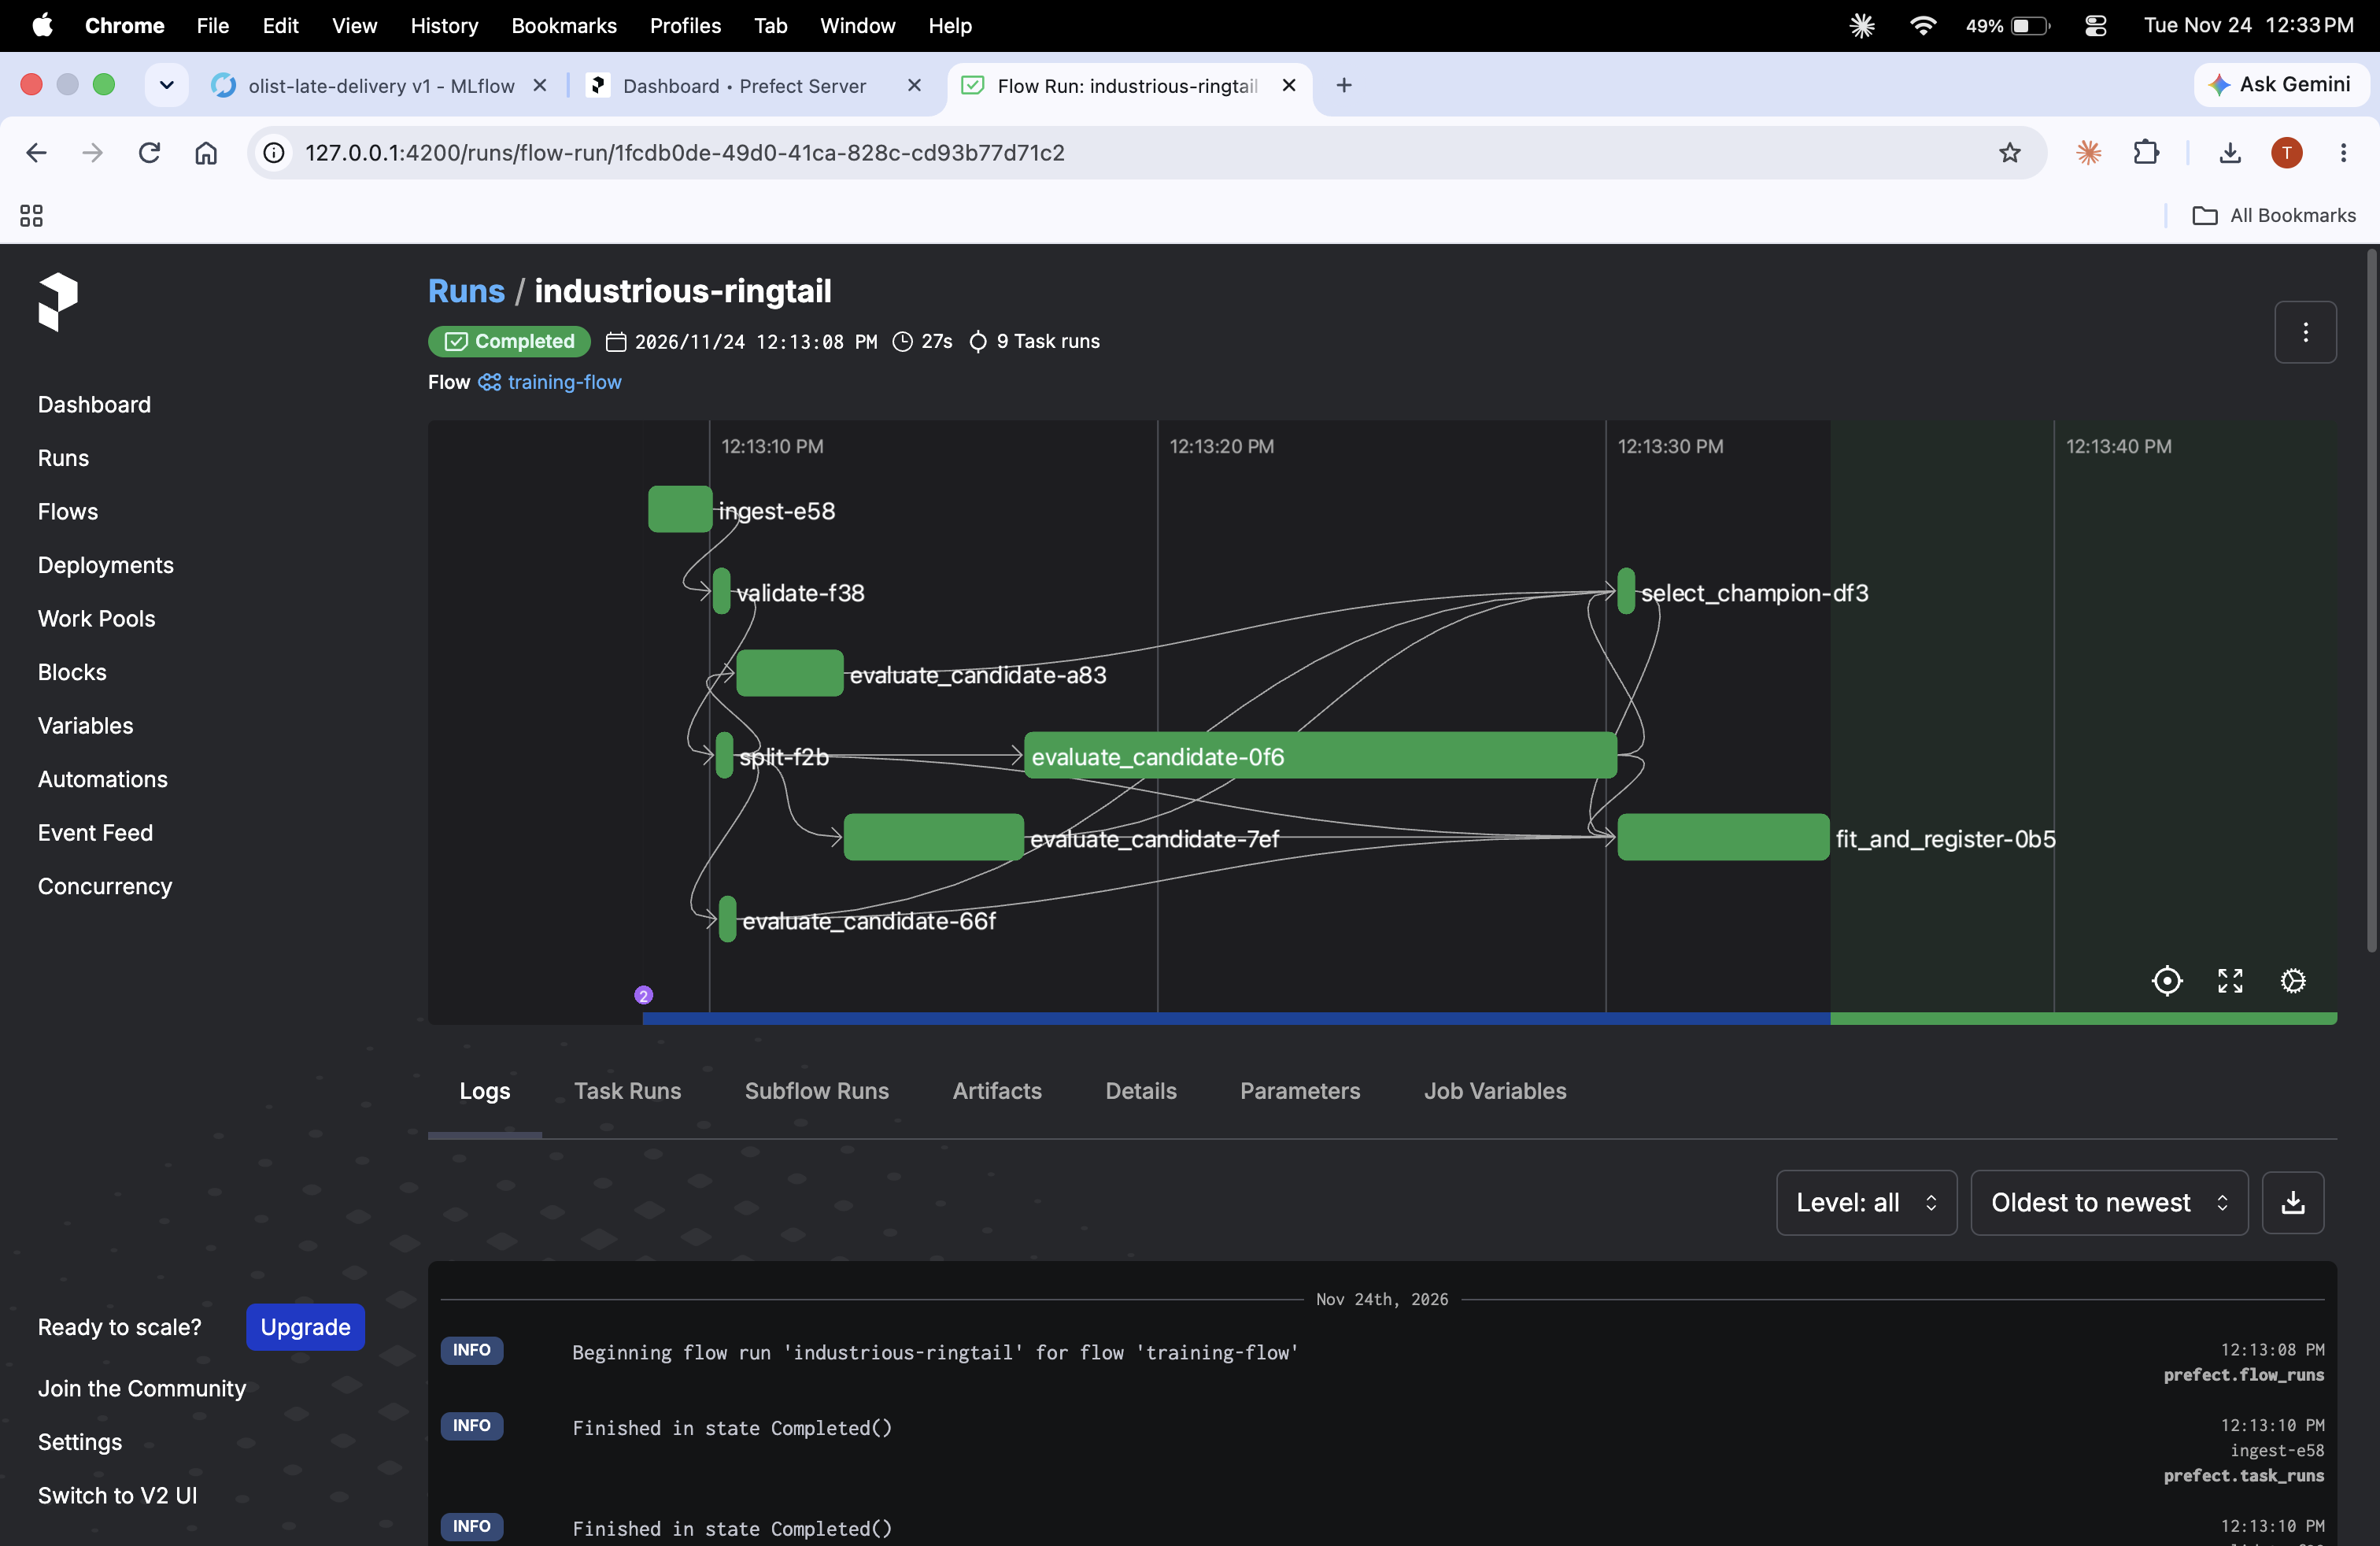 Chrome File Edit View History Bookmarks Profiles Tab Window Help 49% Tue Nov 24 12:33 PM
olist-late-delivery v1 - MLflow Dashboard • Prefect Server Flow Run: industrious-ringtail Ask Gemini
127.0.0.1:4200/runs/flow-run/1fcdb0de-49d0-41ca-828c-cd93b77d71c2 T
All Bookmarks
Runs / industrious-ringtail
Completed 2026/11/24 12:13:08 PM 27s 9 Task runs
Flow training-flow
Dashboard
Runs
Flows
Deployments
Work Pools
Blocks
Variables
Automations
Event Feed
Concurrency
Ready to scale? Upgrade
Join the Community
Settings
Switch to V2 UI
12:13:10 PM 12:13:20 PM 12:13:30 PM 12:13:40 PM
ingest-e58
validate-f38 select_champion-df3
evaluate_candidate-a83
split-f2b evaluate_candidate-0f6
evaluate_candidate-7ef fit_and_register-0b5
evaluate_candidate-66f
2
Logs Task Runs Subflow Runs Artifacts Details Parameters Job Variables
Level: all Oldest to newest
Nov 24th, 2026
INFO Beginning flow run 'industrious-ringtail' for flow 'training-flow' 12:13:08 PM
prefect.flow_runs
INFO Finished in state Completed() 12:13:10 PM
ingest-e58
prefect.task_runs
INFO Finished in state Completed() 12:13:10 PM